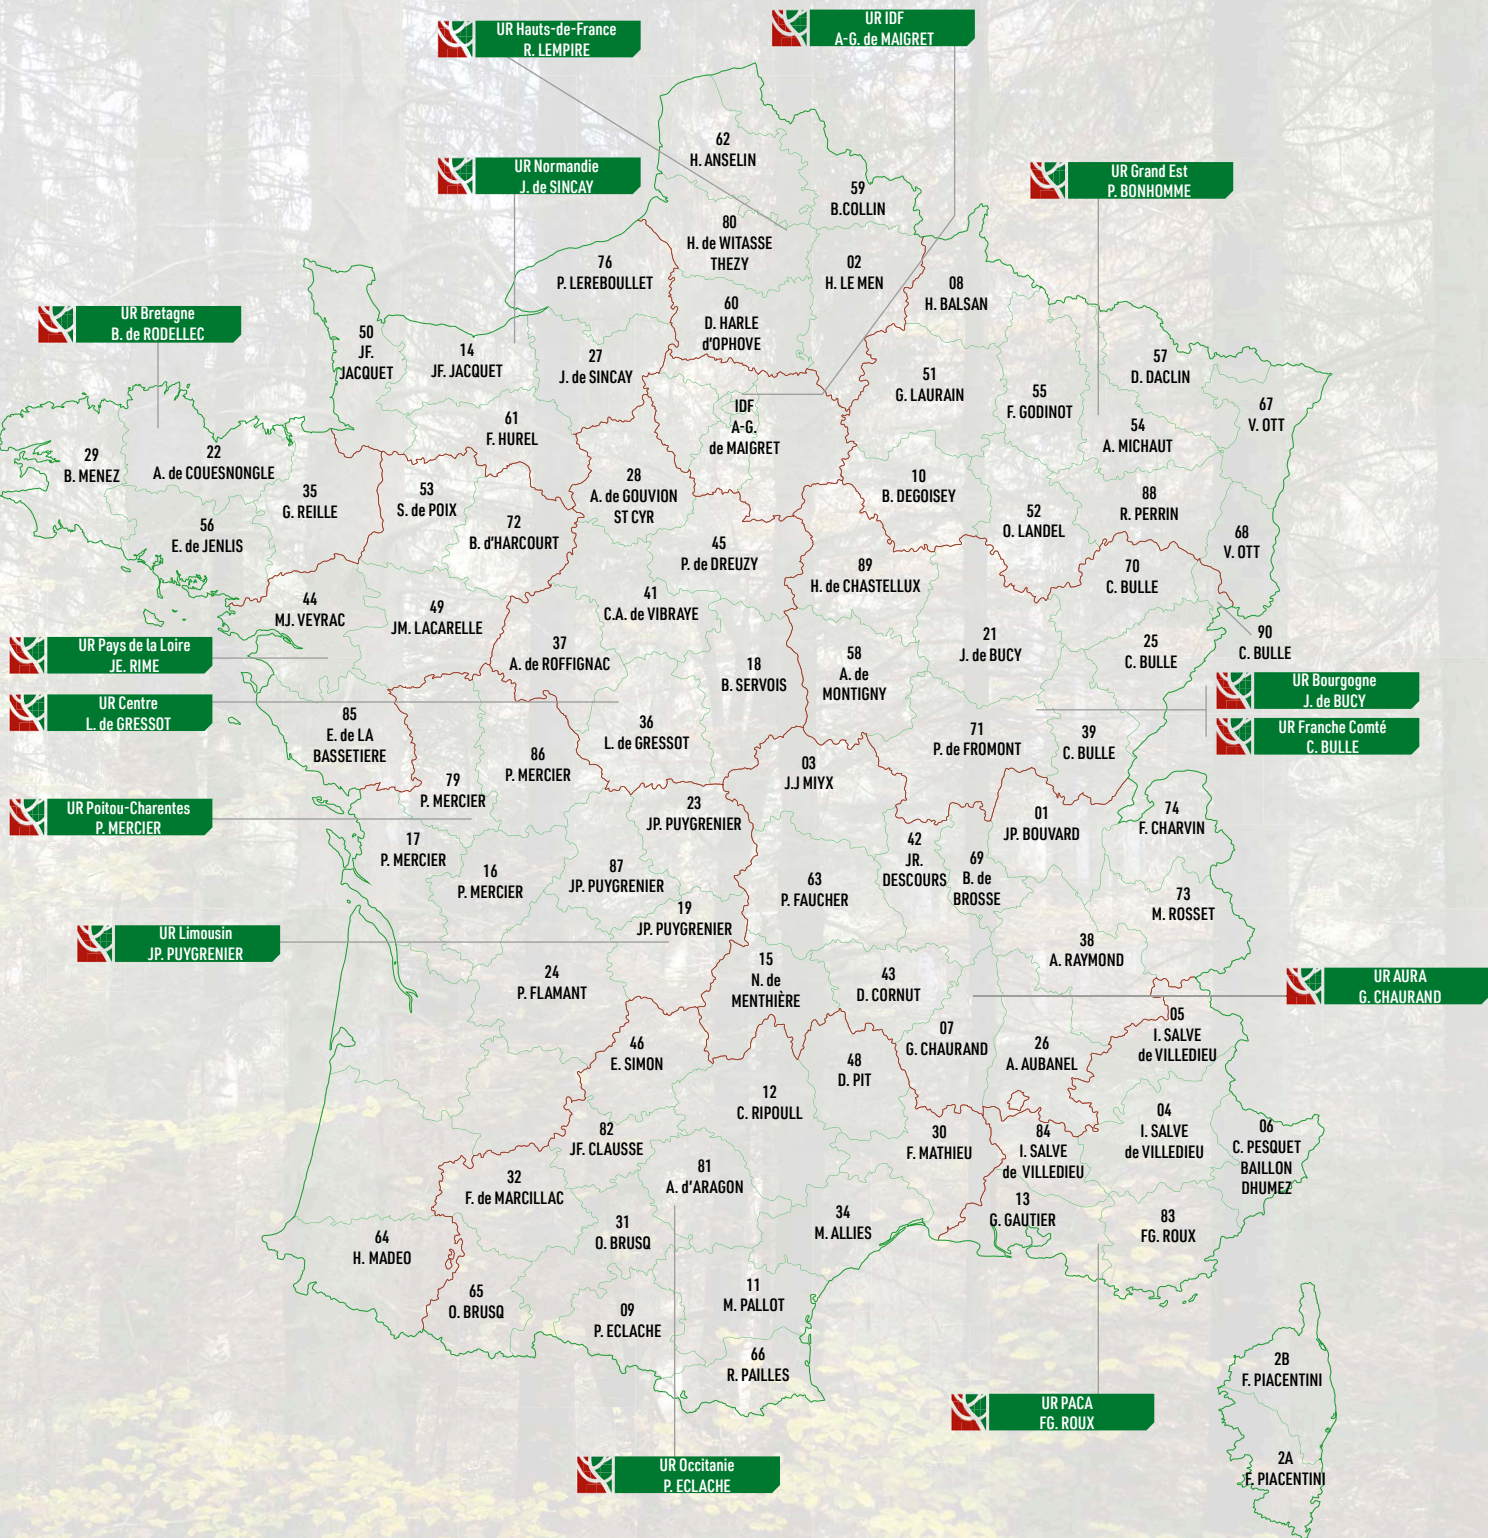 UR Hauts-de-France
R. LEMPIRE
UR IDF
A-G. de MAIGRET
UR Normandie
J. de SINCAY
UR Grand Est
P. BONHOMME
UR Bretagne
B. de RODELLEC
62
H. ANSELIN
59
B.COLLIN
80
H. de WITASSE
THEZY
02
H. LE MEN
76
P. LEREBOULLET
60
D. HARLE
d'OPHOVE
08
H. BALSAN
50
JF.
JACQUET
14
JF. JACQUET
27
J. de SINCAY
51
G. LAURAIN
57
D. DACLIN
55
F. GODINOT
67
V. OTT
IDF
A-G.
de MAIGRET
61
F. HUREL
54
A. MICHAUT
29
B. MENEZ
22
A. de COUESNONGLE
28
A. de GOUVION
ST CYR
10
B. DEGOISEY
35
G. REILLE
53
S. de POIX
88
R. PERRIN
52
O. LANDEL
56
E. de JENLIS
72
B. d'HARCOURT
45
P. de DREUZY
68
V. OTT
89
H. de CHASTELLUX
70
C. BULLE
44
MJ. VEYRAC
49
JM. LACARELLE
41
C.A. de VIBRAYE
90
C. BULLE
UR Pays de la Loire
JE. RIME
37
A. de ROFFIGNAC
21
J. de BUCY
25
C. BULLE
18
B. SERVOIS
58
A. de
MONTIGNY
UR Bourgogne
J. de BUCY
UR Centre
L. de GRESSOT
UR Franche Comté
C. BULLE
85
E. de LA
BASSETIERE
36
L. de GRESSOT
71
P. de FROMONT
39
C. BULLE
86
P. MERCIER
03
J.J MIYX
79
P. MERCIER
UR Poitou-Charentes
P. MERCIER
23
JP. PUYGRENIER
01
JP. BOUVARD
74
F. CHARVIN
17
P. MERCIER
42
JR.
DESCOURS
69
B. de
BROSSE
16
P. MERCIER
87
JP. PUYGRENIER
63
P. FAUCHER
73
M. ROSSET
19
JP. PUYGRENIER
UR Limousin
JP. PUYGRENIER
38
A. RAYMOND
24
P. FLAMANT
15
N. de
MENTHIÈRE
43
D. CORNUT
UR AURA
G. CHAURAND
05
I. SALVE
de VILLEDIEU
07
G. CHAURAND
46
E. SIMON
26
A. AUBANEL
48
D. PIT
12
C. RIPOULL
04
I. SALVE
de VILLEDIEU
82
JF. CLAUSSE
30
F. MATHIEU
84
I. SALVE
de VILLEDIEU
06
C. PESQUET
BAILLON
DHUMEZ
32
F. de MARCILLAC
81
A. d'ARAGON
13
G. GAUTIER
31
O. BRUSQ
34
M. ALLIES
83
FG. ROUX
64
H. MADEO
65
O. BRUSQ
11
M. PALLOT
09
P. ECLACHE
66
R. PAILLES
2B
F. PIACENTINI
UR PACA
FG. ROUX
2A
F. PIACENTINI
UR Occitanie
P. ECLACHE